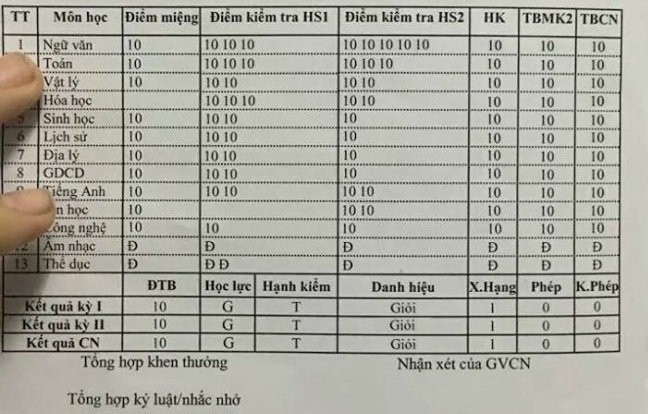 TT Môn học Điểm miệng Điểm kiểm tra HS1 Điểm kiểm tra HS2 HK TBMK2 TBCN
1 Ngữ văn 10 10 10 10 10 10 10 10 10 10 10 10
Toán 10 10 10 10 10 10 10 10 10 10
Vật lý 10 10 10 10 10 10 10 10
Hóa học 10 10 10 10 10 10 10 10
5 Sinh học 10 10 10 10 10 10 10
6 Lịch sử 10 10 10 10 10 10 10
7 Địa lý 10 10 10 10 10 10 10
8 GDCD 10 10 10 10 10 10 10
9 Tiếng Anh 10 10 10 10 10 10 10 10
học 10 10 10 10 10 10
Công nghệ 10 10 10 10 10 10
12 Âm nhạc Đ Đ Đ Đ Đ Đ
13 Thể dục Đ Đ Đ Đ Đ Đ Đ
ĐTB Học lực Hạnh kiểm Danh hiệu X.Hạng Phép K.Phép
Kết quả kỳ I 10 G T Giỏi 1 0 0
Kết quả kỳ II 10 G T Giỏi 1 0 0
Kết quả CN 10 G T Giỏi 1 0 0
Tổng hợp khen thưởng Nhận xét của GVCN
Tổng hợp kỷ luật/nhắc nhở